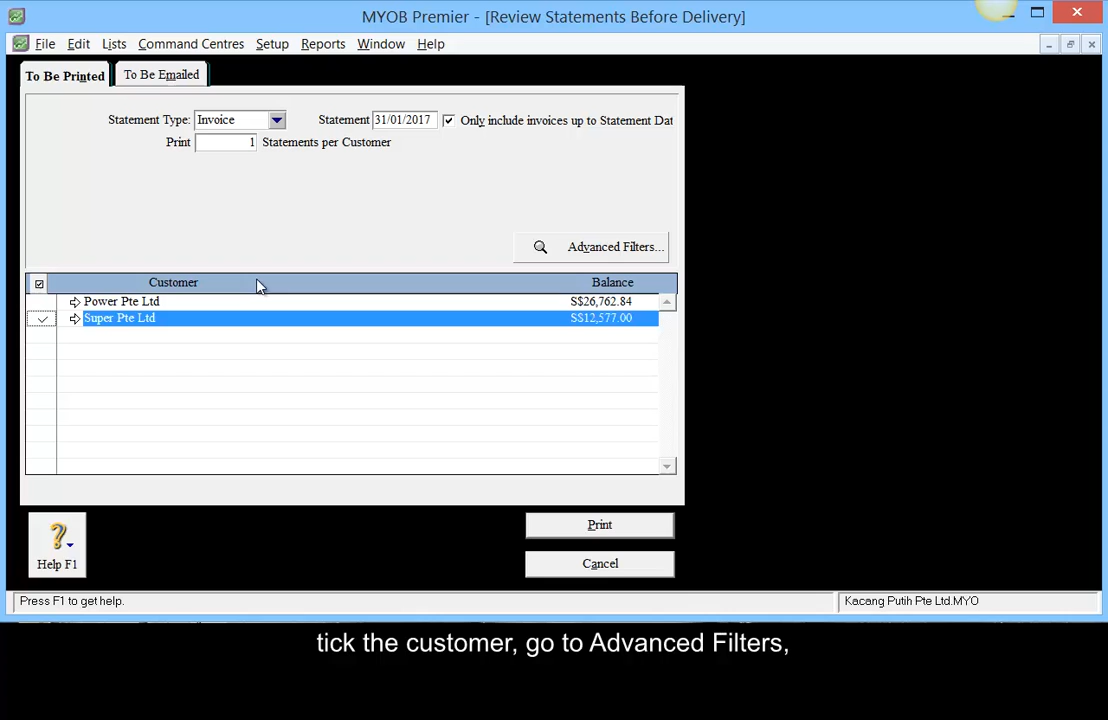 MYOB Premier - [Review Statements Before Delivery]
File Edit Lists Command Centres Setup Reports Window Help
To Be Printed To Be Emailed
Statement Type: Invoice Statement 31/01/2017 Only include invoices up to Statement Dat
Print 1 Statements per Customer
Advanced Filters...
Customer Balance
Power Pte Ltd S$26,762.84
Super Pte Ltd S$12,577.00
Print
Help F1
Cancel
Press F1 to get help. Kacang Putih Pte Ltd.MYO
tick the customer, go to Advanced Filters,